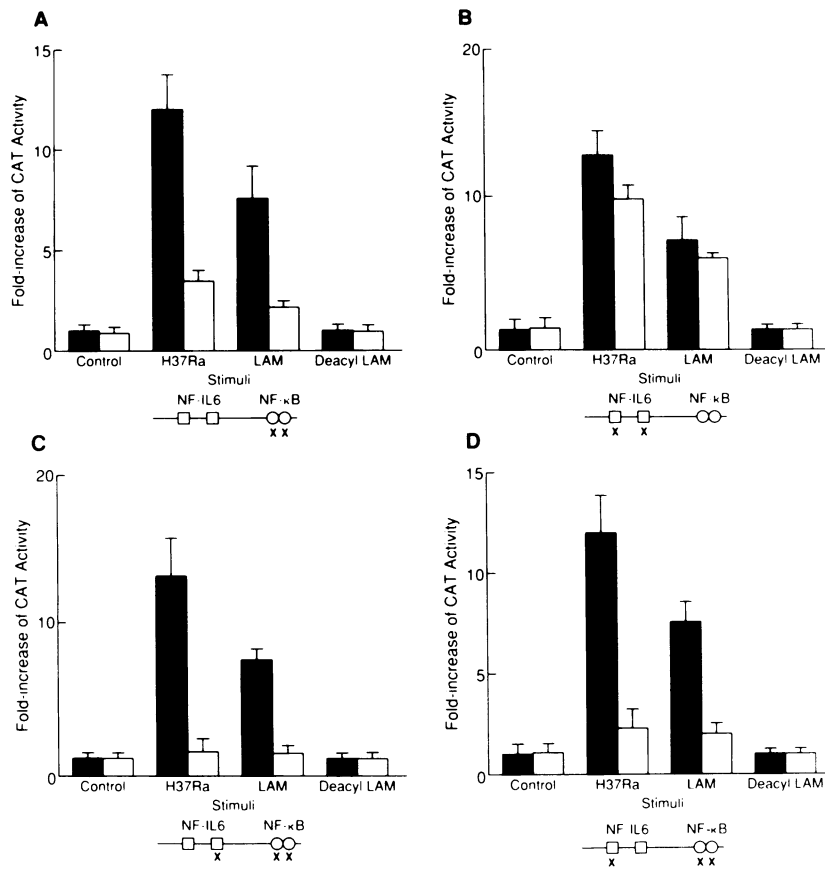 A
Fold-increase of CAT Activity
15
10
5
0
Control H37Ra LAM Deacyl LAM
Stimuli
NF-IL6 NF-κB
x x
B
Fold-increase of CAT Activity
20
10
0
Control H37Ra LAM Deacyl LAM
Stimuli
NF-IL6 NF-κB
x x
C
Fold-increase of CAT Activity
20
10
0
Control H37Ra LAM Deacyl LAM
Stimuli
NF-IL6 NF-κB
x x x
D
Fold-increase of CAT Activity
15
10
5
0
Control H37Ra LAM Deacyl LAM
Stimuli
NF IL6 NF-κB
x x x